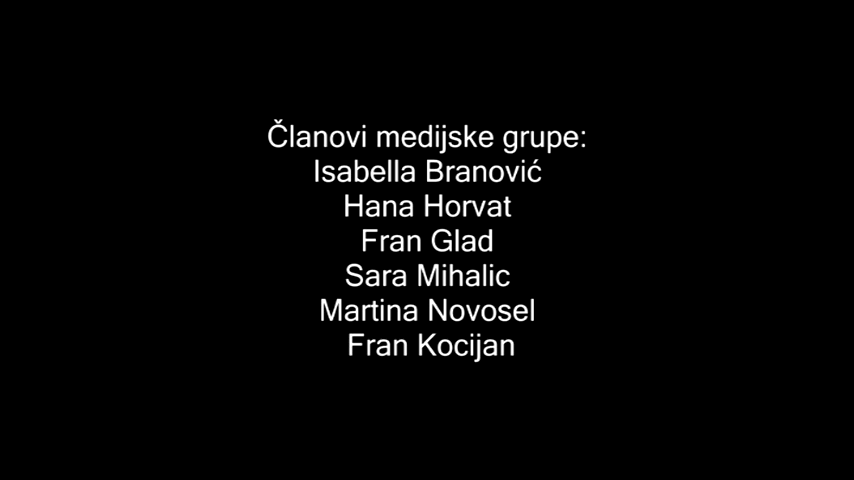 Članovi medijske grupe:
Isabella Branović
Hana Horvat
Fran Glad
Sara Mihalic
Martina Novosel
Fran Kocijan